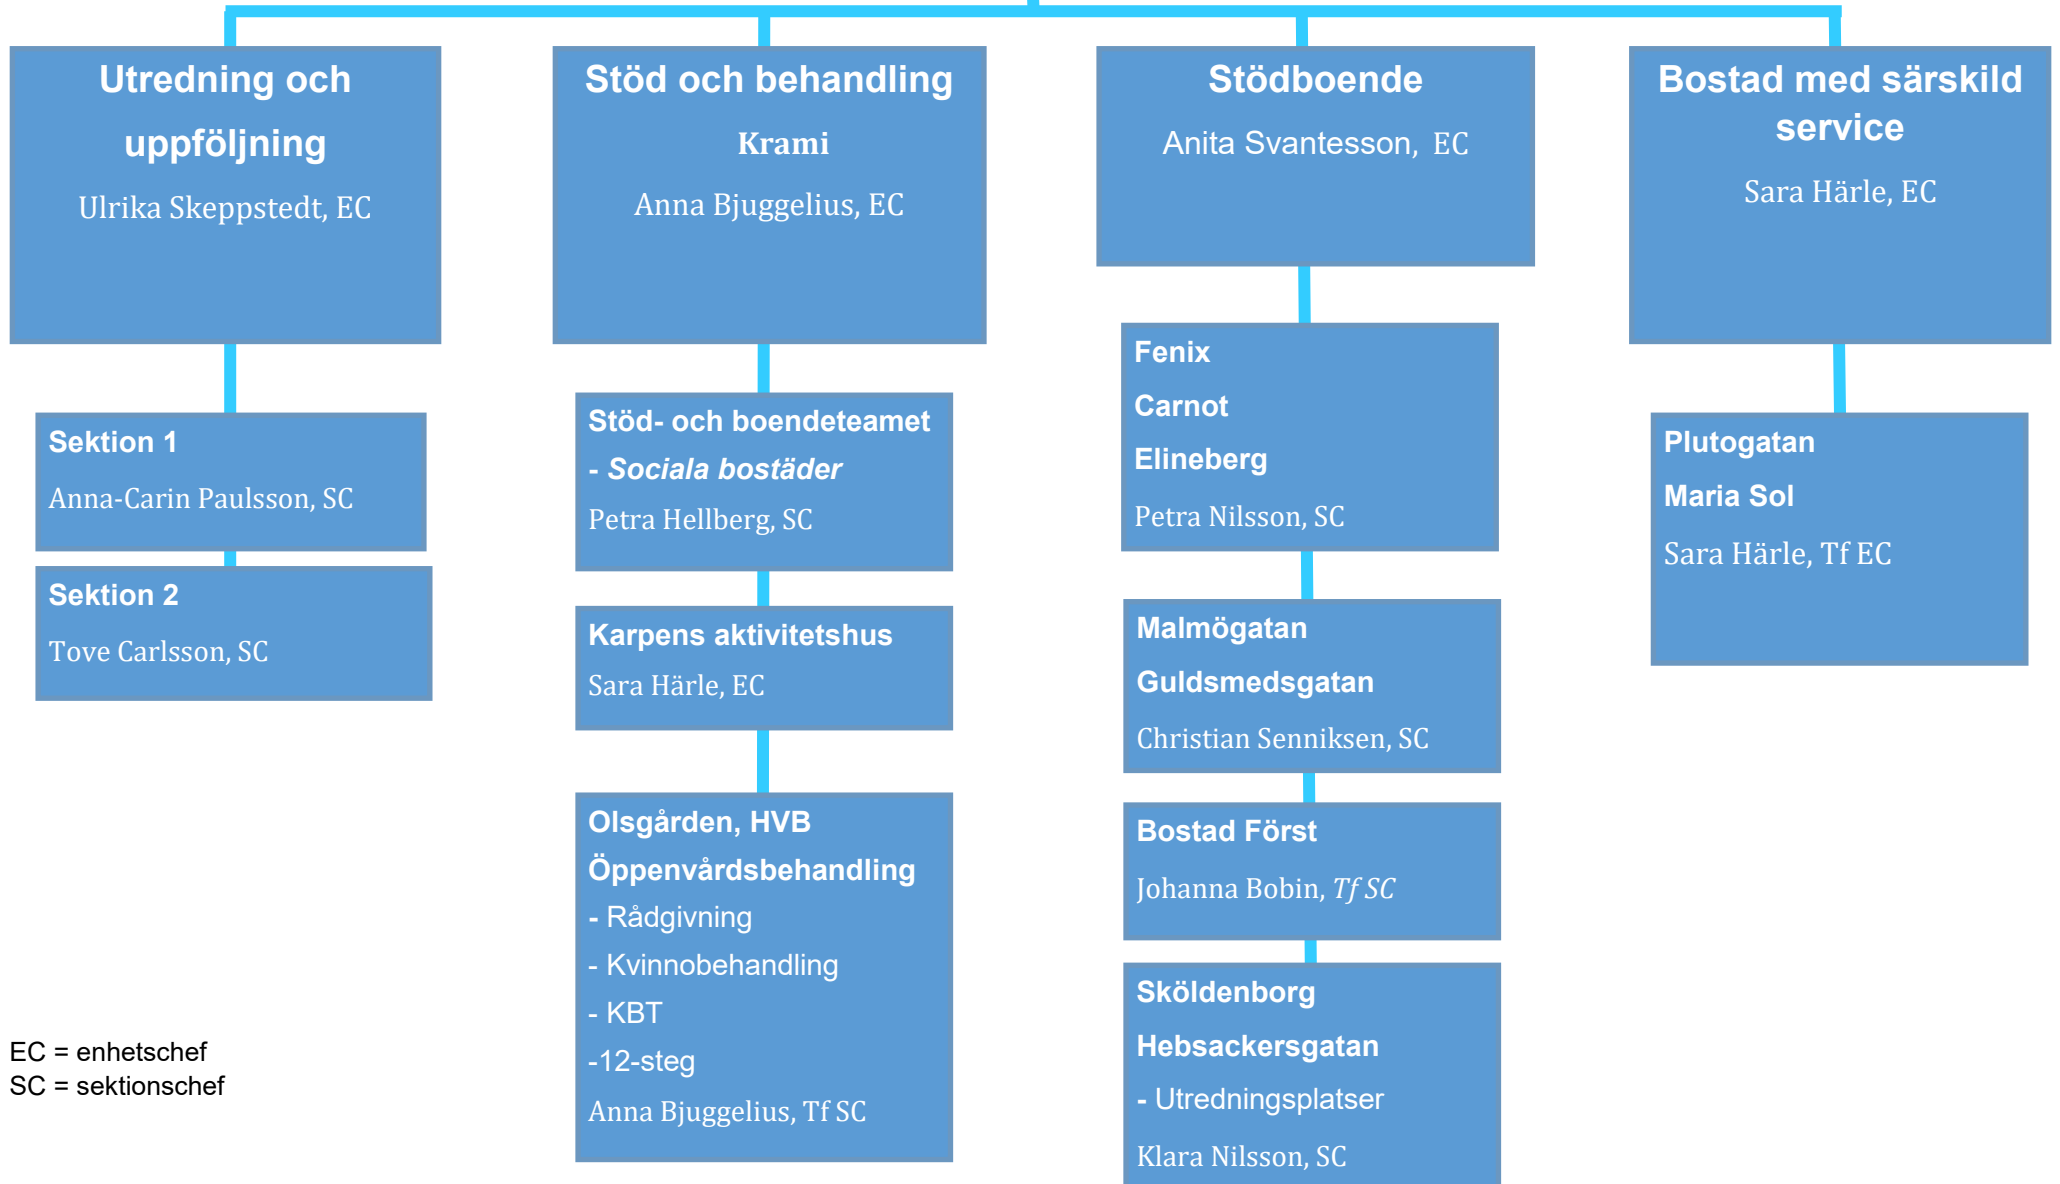 Utredning och
uppföljning
Ulrika Skeppstedt, EC
Sektion 1
Anna-Carin Paulsson, SC
Sektion 2
Tove Carlsson, SC
Stöd och behandling
Krami
Anna Bjuggelius, EC
Stöd- och boendeteamet
- Sociala bostäder
Petra Hellberg, SC
Karpens aktivitetshus
Sara Härle, EC
Olsgården, HVB
Öppenvårdsbehandling
- Rådgivning
- Kvinnobehandling
- KBT
-12-steg
Anna Bjuggelius, Tf SC
Stödboende
Anita Svantesson, EC
Fenix
Carnot
Elineberg
Petra Nilsson, SC
Malmögatan
Guldsmedsgatan
Christian Senniksen, SC
Bostad Först
Johanna Bobin, Tf SC
Sköldenborg
Hebsackersgatan
- Utredningsplatser
Klara Nilsson, SC
Bostad med särskild
service
Sara Härle, EC
Plutogatan
Maria Sol
Sara Härle, Tf EC
EC = enhetschef
SC = sektionschef